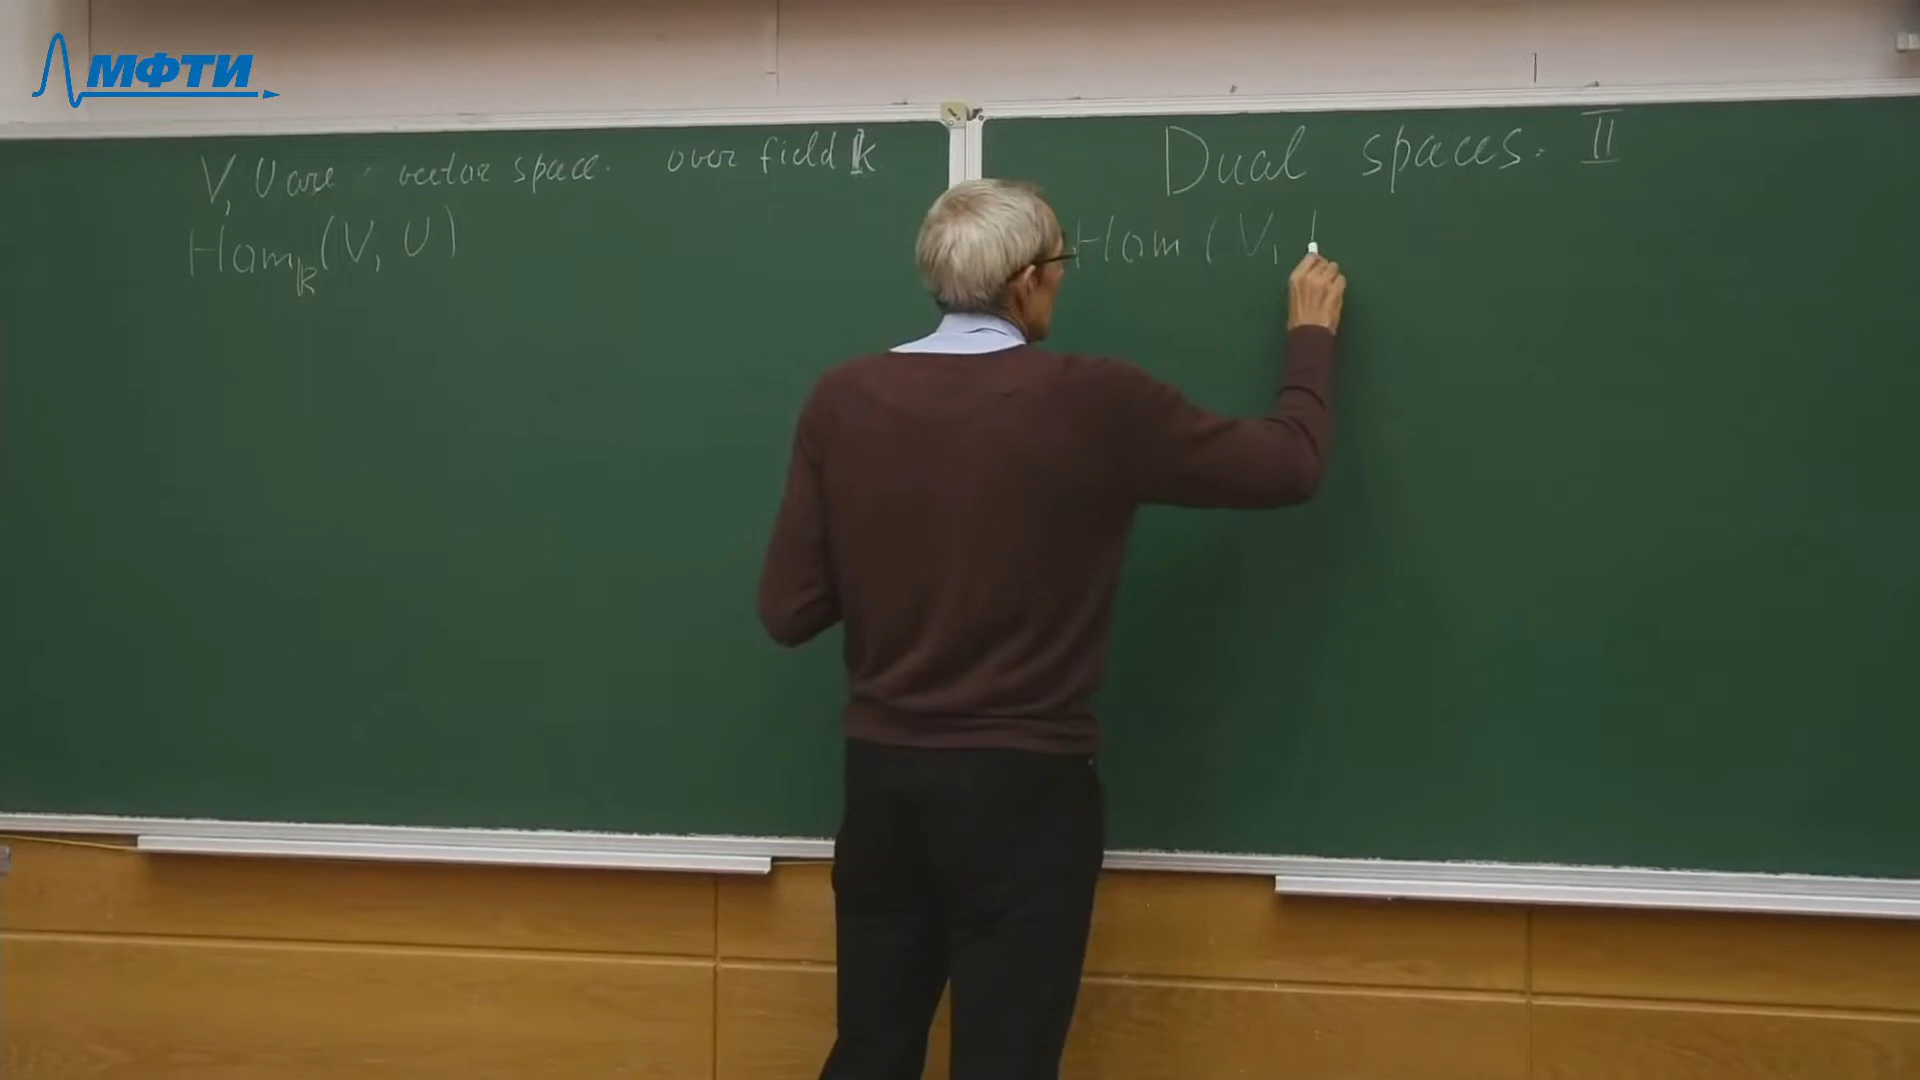 МФТИ
V, U are vector space. over field k
Hom_k(V, U)
Dual spaces. II
Hom(V,